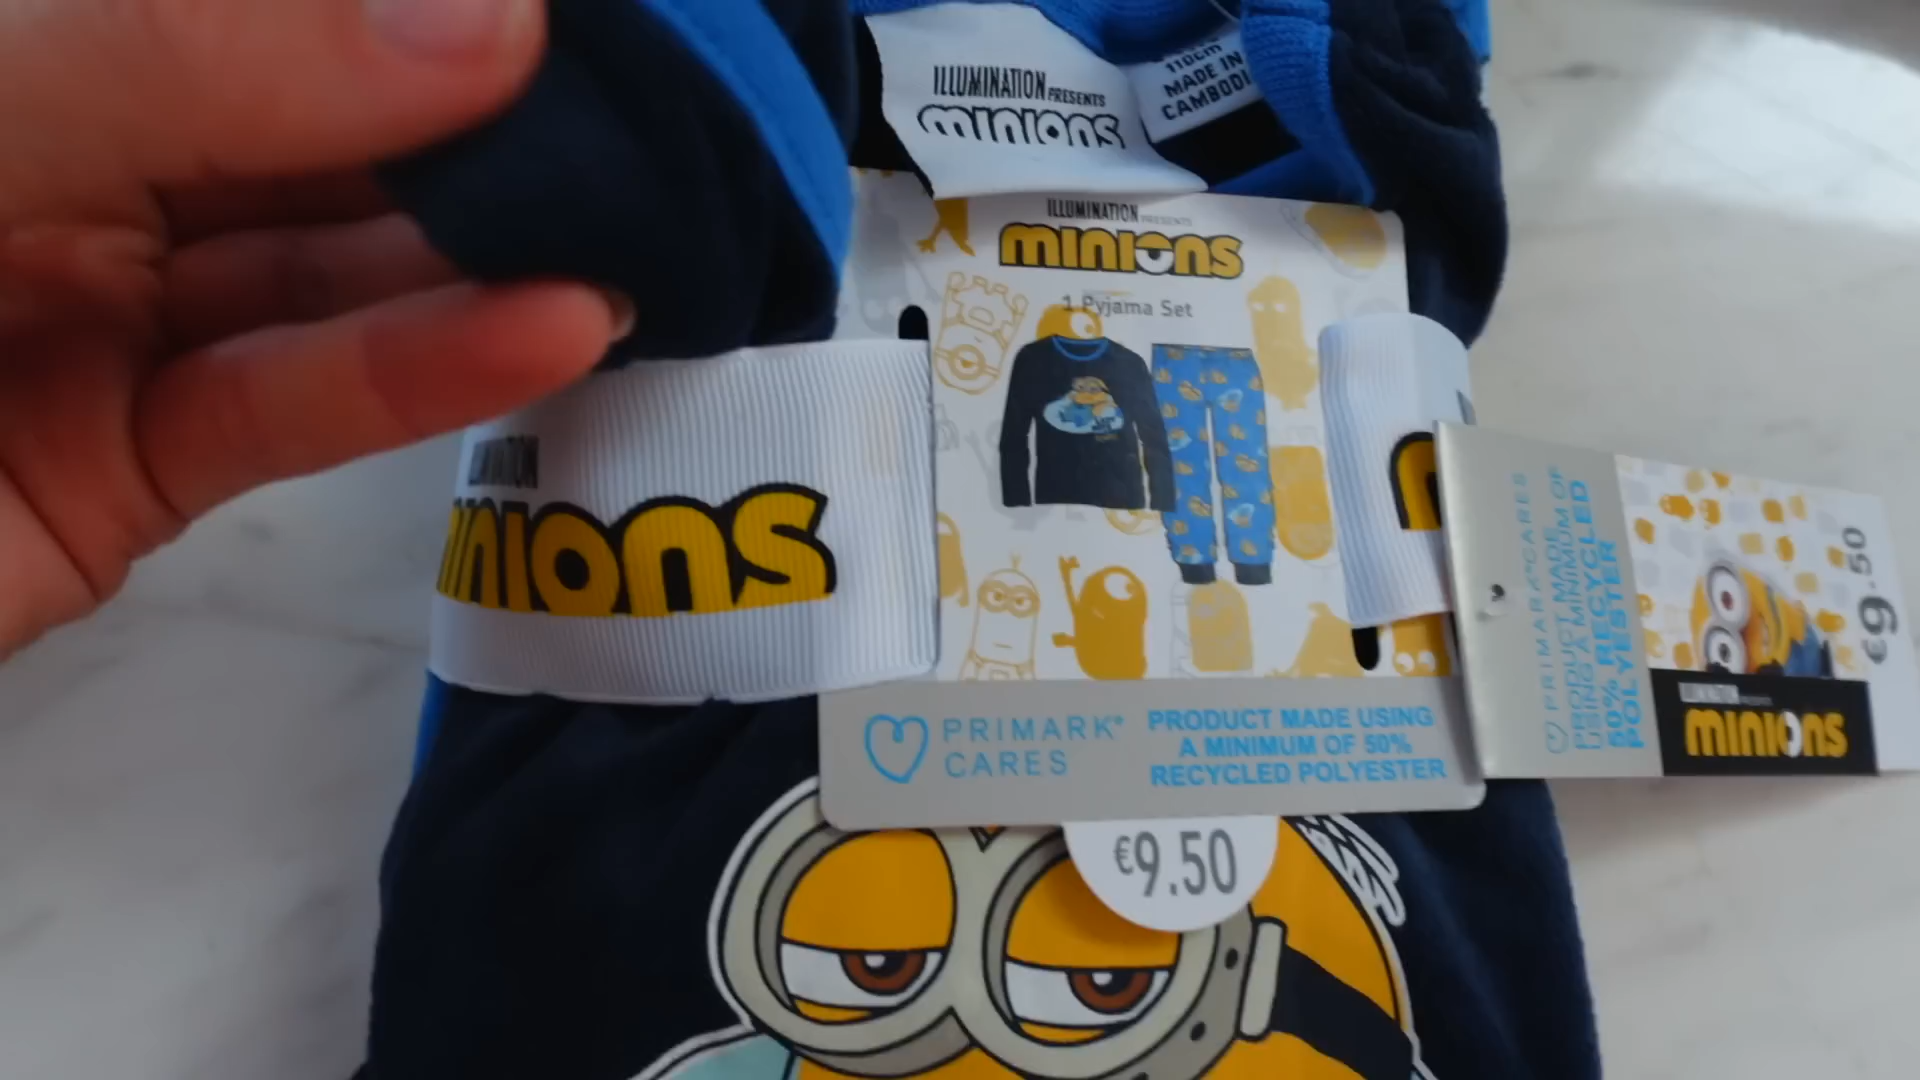 ILLUMINATION PRESENTS
minions
110cm
MADE IN
CAMBODI
ILLUMINATION PRESENTS
minions
1 Pyjama Set
minions
PRIMARK®
CARES
PRODUCT MADE USING
A MINIMUM OF 50%
RECYCLED POLYESTER
€9.50
PRIMARK®CARES
PRODUCT MADE
USING A MINIMUM OF
50% RECYCLED
POLYESTER
minions
€9.50